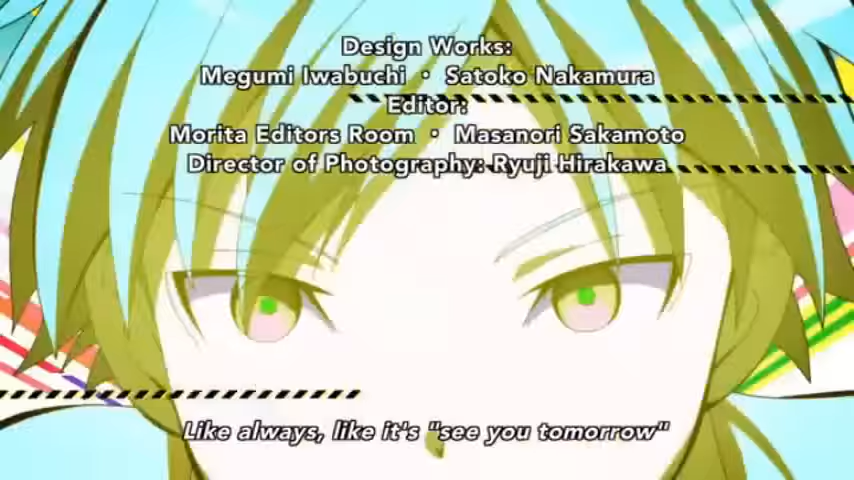 Design Works:
Megumi Iwabuchi • Satoko Nakamura
Editor:
Morita Editors Room • Masanori Sakamoto
Director of Photography: Ryuji Hirakawa
Like always, like it's "see you tomorrow"